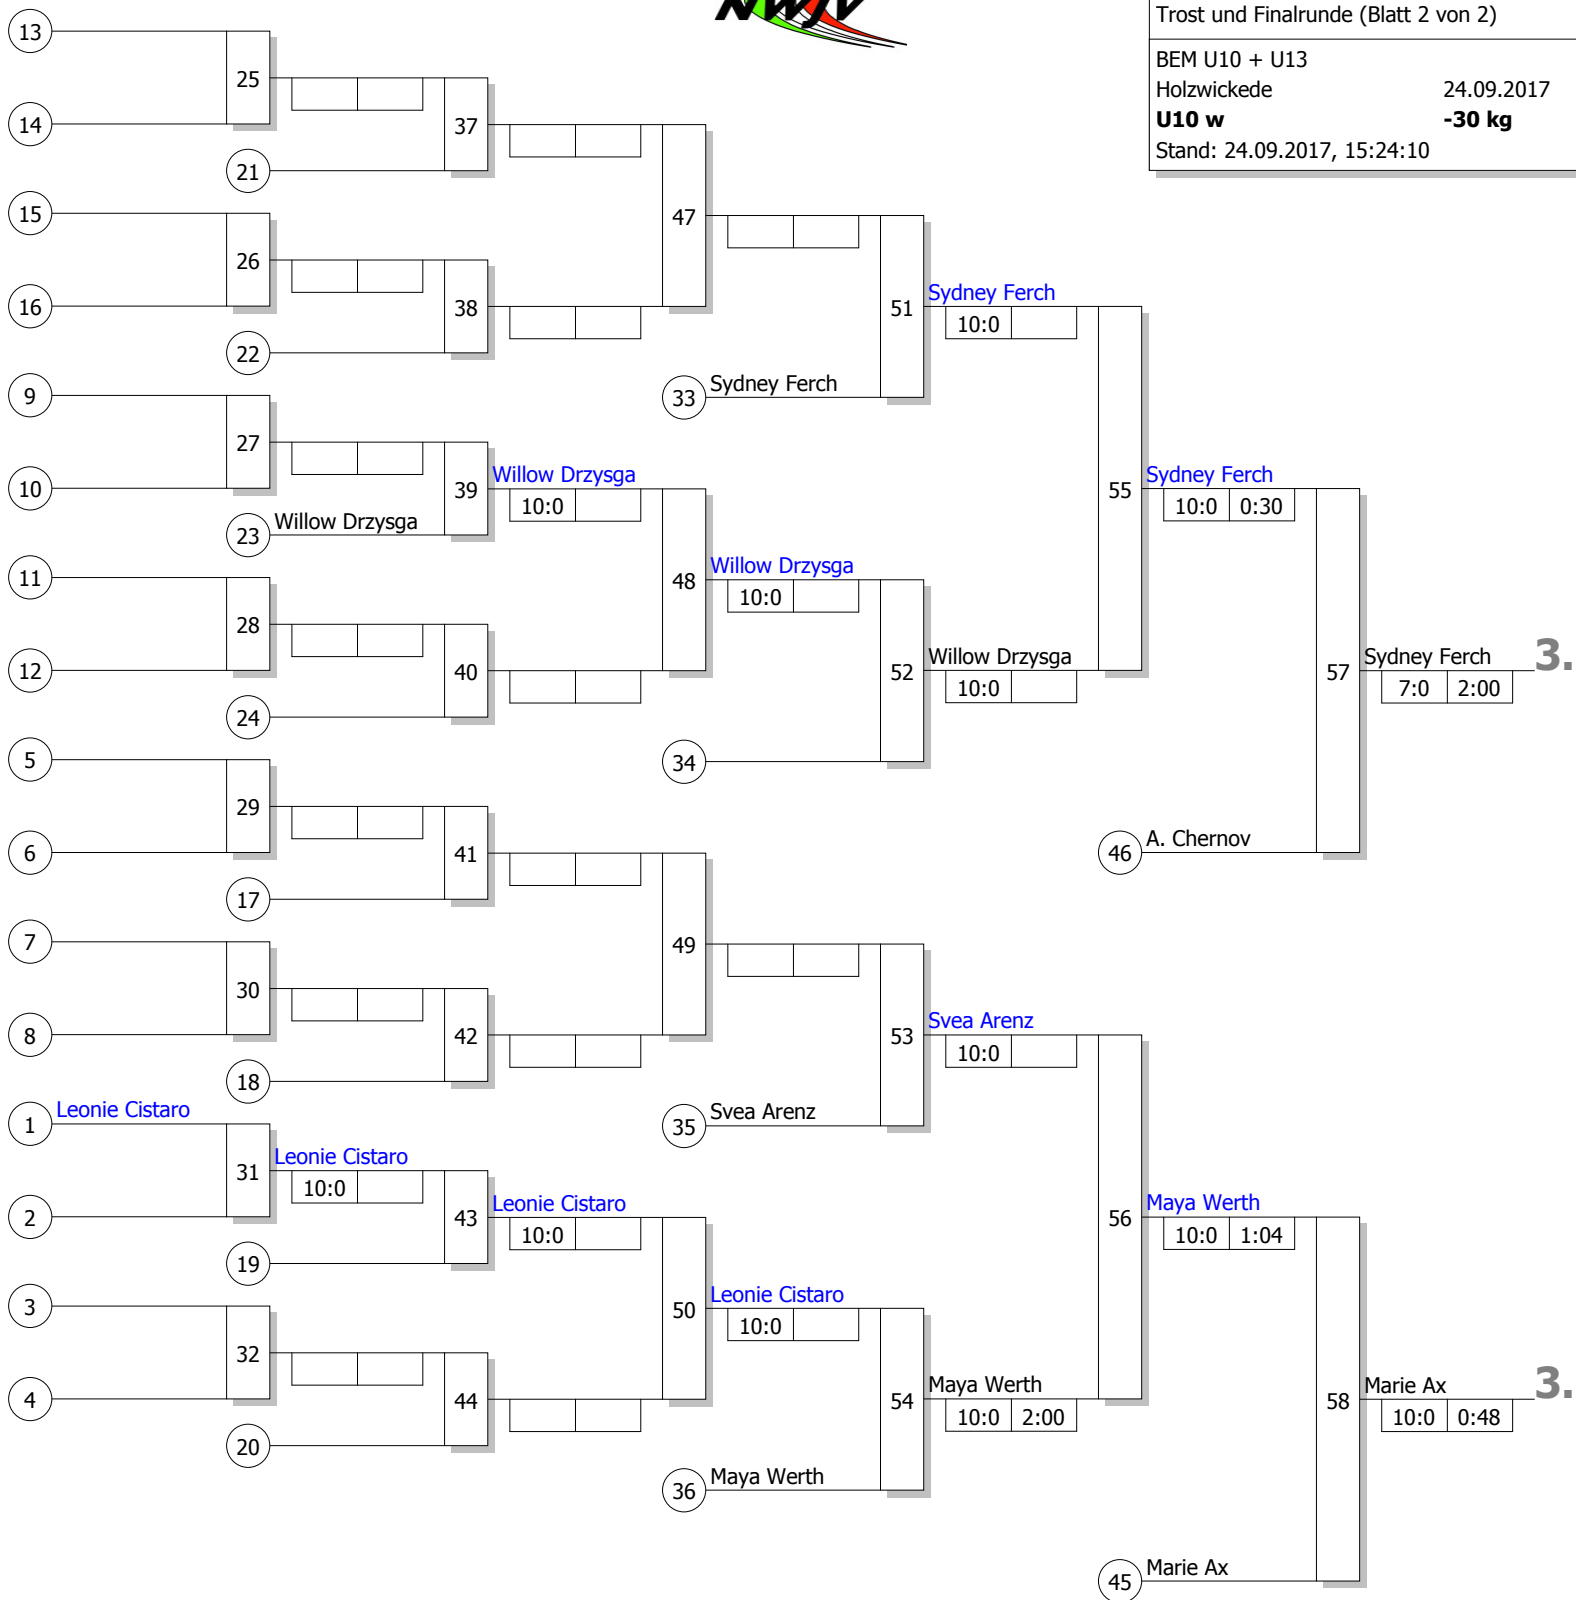 NWJV
Trost und Finalrunde (Blatt 2 von 2)
BEM U10 + U13
Holzwickede 24.09.2017
U10 w -30 kg
Stand: 24.09.2017, 15:24:10
13
25
14
37
21
15
47
26
16
38
22
51
Sydney Ferch
10:0
33
Sydney Ferch
9
27
10
39
Willow Drzysga
10:0
23
Willow Drzysga
55
Sydney Ferch
10:0 0:30
11
48
Willow Drzysga
10:0
28
12
40
24
52
Willow Drzysga
10:0
34
57
Sydney Ferch
3.
7:0 2:00
46
A. Chernov
5
29
6
41
17
7
49
30
8
42
18
53
Svea Arenz
10:0
35
Svea Arenz
1
Leonie Cistaro
31
Leonie Cistaro
10:0
2
43
Leonie Cistaro
10:0
19
56
Maya Werth
10:0 1:04
3
50
Leonie Cistaro
10:0
32
4
44
20
54
Maya Werth
10:0 2:00
36
Maya Werth
58
Marie Ax
3.
10:0 0:48
45
Marie Ax